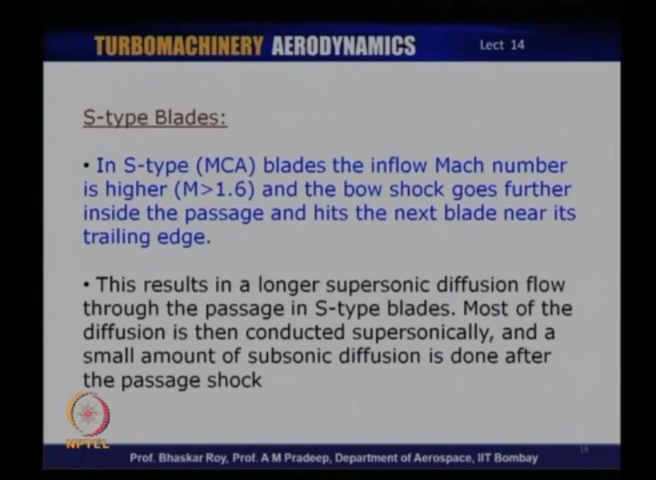 TURBOMACHINERY AERODYNAMICS Lect 14
S-type Blades:
• In S-type (MCA) blades the inflow Mach number
is higher (M>1.6) and the bow shock goes further
inside the passage and hits the next blade near its
trailing edge.
• This results in a longer supersonic diffusion flow
through the passage in S-type blades. Most of the
diffusion is then conducted supersonically, and a
small amount of subsonic diffusion is done after
the passage shock
NPTEL
Prof. Bhaskar Roy, Prof. A M Pradeep, Department of Aerospace, IIT Bombay